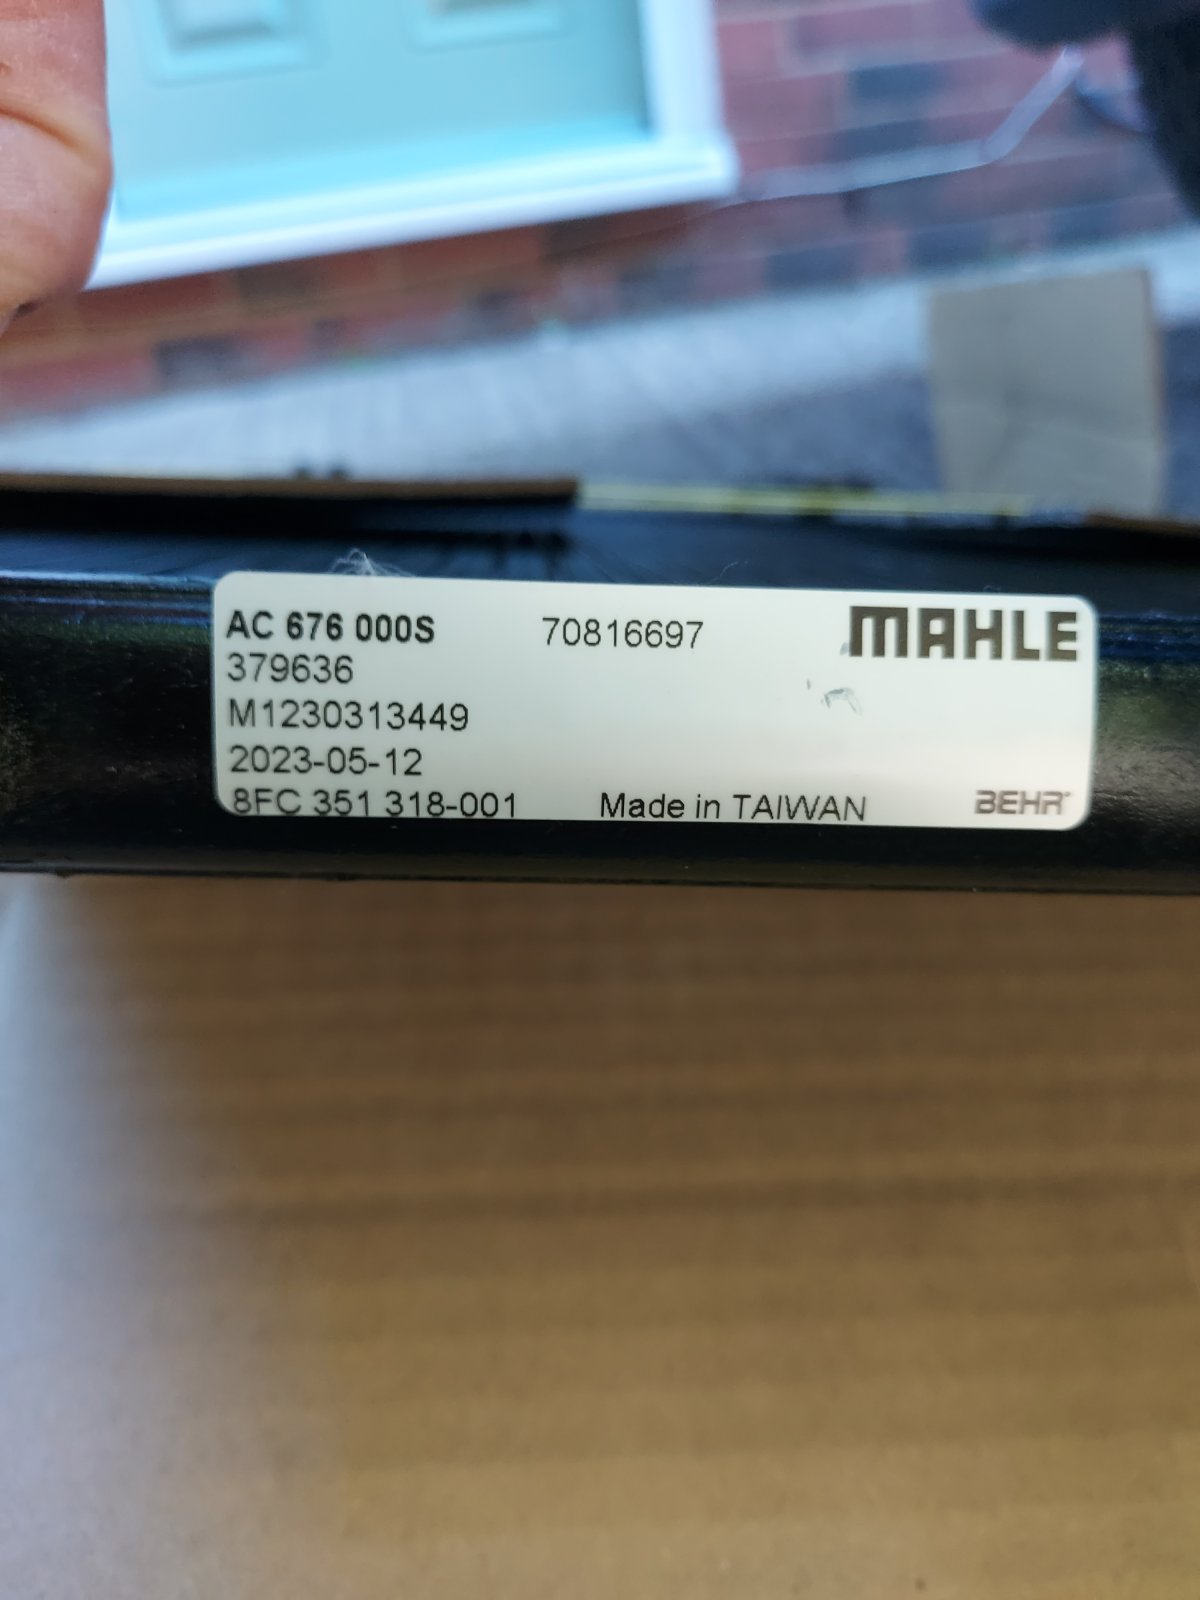 AC 676 000S 70816697 MAHLE
379636
M1230313449
2023-05-12
8FC 351 318-001 Made in TAIWAN BEHR®